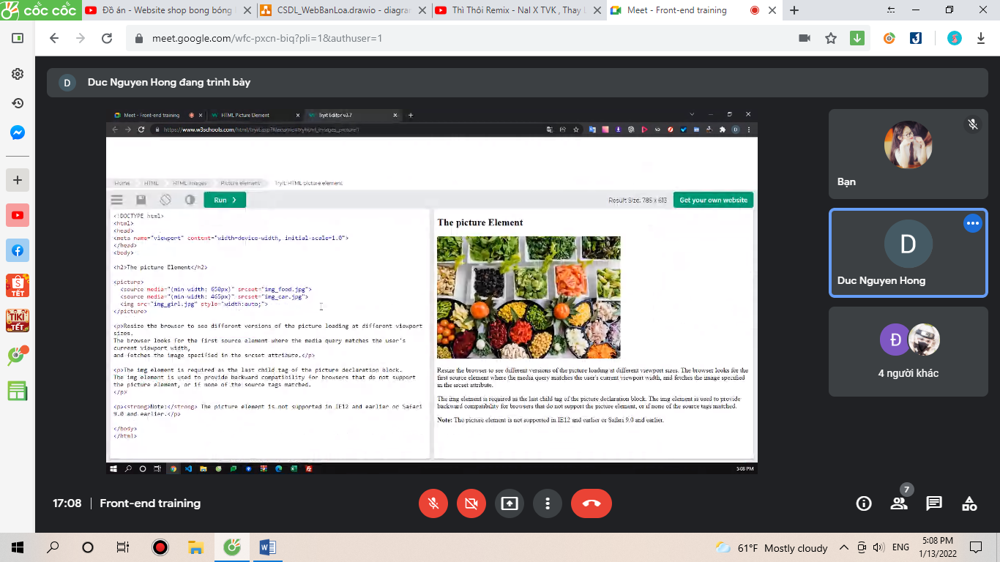 cốc cốc
Đồ án - Website shop bong bóng
CSDL_WebBanLoa.drawio - diagra
Thì Thôi Remix - Nal X TVK , Thay L
Meet - Front-end training
meet.google.com/wfc-pxcn-biq?pli=1&authuser=1
D
Duc Nguyen Hong đang trình bày
Meet - Front-end training
HTML Picture Element
Tryit Editor v3.7
Home
HTML
HTML Images
Picture element
Tryit: HTML picture element
Run
Result Size: 785 x 613
Get your own website
<!DOCTYPE html>
<html>
<head>
<meta name="viewport" content="width=device-width, initial-scale=1.0">
</head>
<body>
<h2>The picture Element</h2>
<picture>
<source media="(min-width: 650px)" srcset="img_food.jpg">
<source media="(min-width: 465px)" srcset="img_car.jpg">
<img src="img_girl.jpg" style="width:auto;">
</picture>
<p>Resize the browser to see different versions of the picture loading at different viewport
sizes.
The browser looks for the first source element where the media query matches the user's
current viewport width,
and fetches the image specified in the srcset attribute.</p>
<p>The img element is required as the last child tag of the picture declaration block.
The img element is used to provide backward compatibility for browsers that do not support
the picture element, or if none of the source tags matched.
</p>
<p><strong>Note:</strong> The picture element is not supported in IE12 and earlier or Safari
9.0 and earlier.</p>
</body>
</html>
The picture Element
Resize the browser to see different versions of the picture loading at different viewport sizes. The browser looks for the
first source element where the media query matches the user's current viewport width, and fetches the image specified
in the srcset attribute.
The img element is required as the last child tag of the picture declaration block. The img element is used to provide
backward compatibility for browsers that do not support the picture element, or if none of the source tags matched.
Note: The picture element is not supported in IE12 and earlier or Safari 9.0 and earlier.
5:08 PM
Bạn
D
Duc Nguyen Hong
Đ
4 người khác
SĂN
TẾT
TIKI
TẾT
17:08 | Front-end training
7
61°F Mostly cloudy
ENG
5:08 PM
1/13/2022